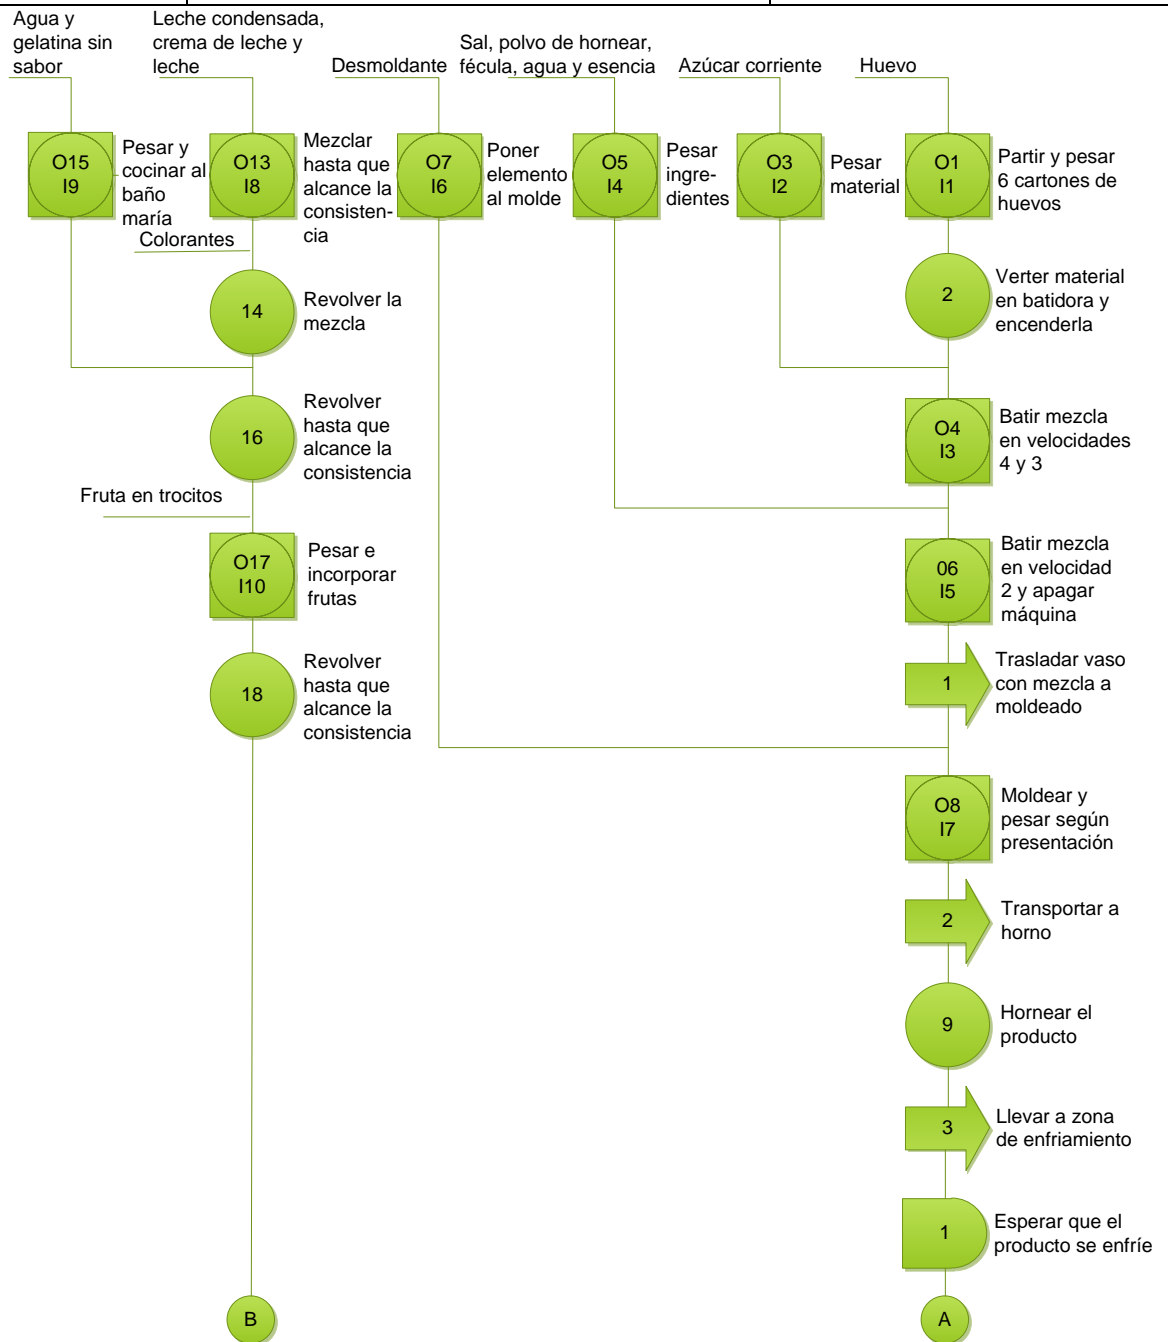 Agua y
gelatina sin
sabor
Leche condensada,
crema de leche y
leche
Desmoldante
Sal, polvo de hornear,
fécula, agua y esencia
Azúcar corriente
Huevo
O15
I9
Pesar y
cocinar al
baño
maría
O13
I8
Mezclar
hasta que
alcance la
consisten-
cia
O7
I6
Poner
elemento
al molde
O5
I4
Pesar
ingre-
dientes
O3
I2
Pesar
material
O1
I1
Partir y pesar
6 cartones de
huevos
Colorantes
14
Revolver la
mezcla
2
Verter material
en batidora y
encenderla
16
Revolver
hasta que
alcance la
consistencia
O4
I3
Batir mezcla
en velocidades
4 y 3
Fruta en trocitos
O17
I10
Pesar e
incorporar
frutas
06
I5
Batir mezcla
en velocidad
2 y apagar
máquina
18
Revolver
hasta que
alcance la
consistencia
1
Trasladar vaso
con mezcla a
moldeado
O8
I7
Moldear y
pesar según
presentación
2
Transportar a
horno
9
Hornear el
producto
3
Llevar a zona
de enfriamiento
1
Esperar que el
producto se enfríe
B
A